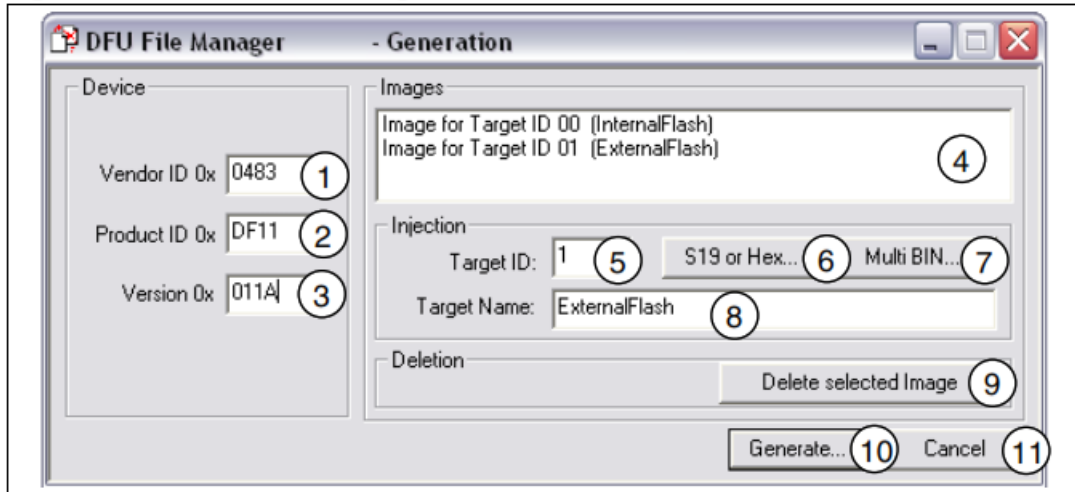 DFU File Manager - Generation
Device
Vendor ID 0x 0483 1
Product ID 0x DF11 2
Version 0x 011A 3
Images
Image for Target ID 00 (InternalFlash)
Image for Target ID 01 (ExternalFlash)
4
Injection
Target ID: 1 5 S19 or Hex... 6 Multi BIN... 7
Target Name: ExternalFlash 8
Deletion
Delete selected Image 9
Generate... 10 Cancel 11